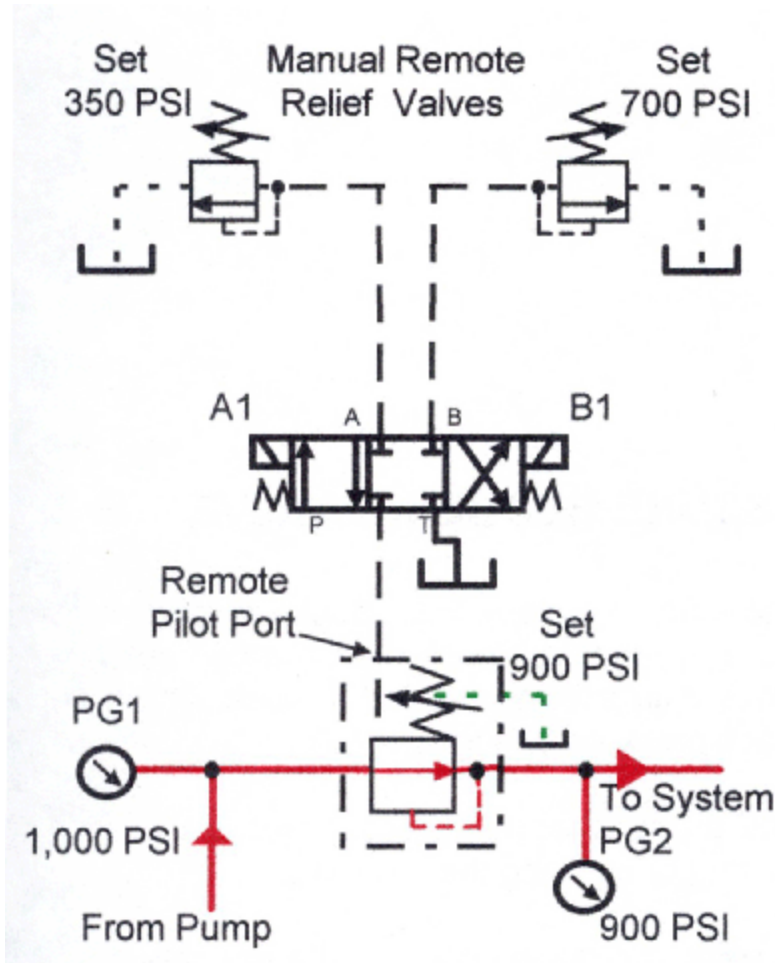 Set
350 PSI
Manual Remote
Relief Valves
Set
700 PSI
A1
A
B
B1
P
T
Remote
Pilot Port
Set
900 PSI
PG1
1,000 PSI
From Pump
To System
PG2
900 PSI